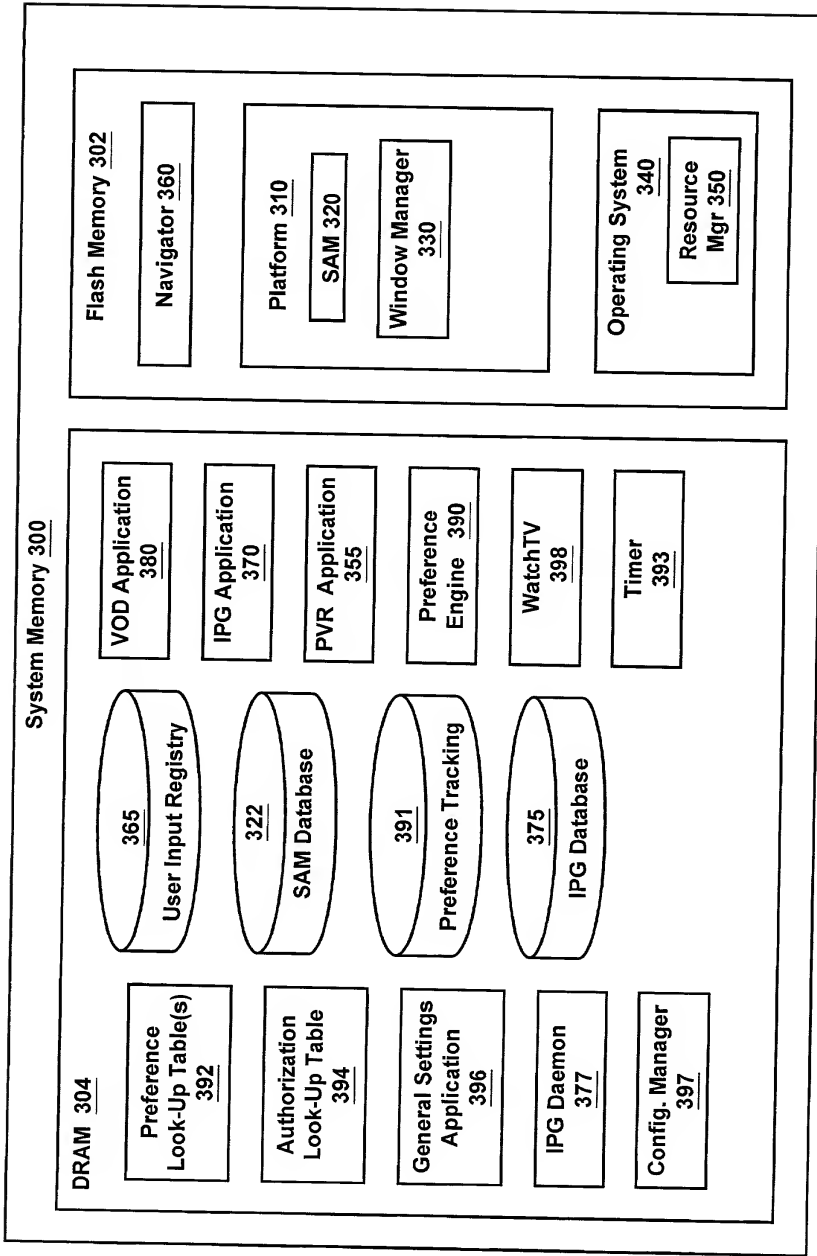 System Memory 300
DRAM 304
Preference
Look-Up Table(s)
392
Authorization
Look-Up Table
394
General Settings
Application
396
IPG Daemon
377
Config. Manager
397
365
User Input Registry
322
SAM Database
391
Preference Tracking
375
IPG Database
VOD Application
380
IPG Application
370
PVR Application
355
Preference
Engine 390
WatchTV
398
Timer
393
Flash Memory 302
Navigator 360
Platform 310
SAM 320
Window Manager
330
Operating System
340
Resource
Mgr 350